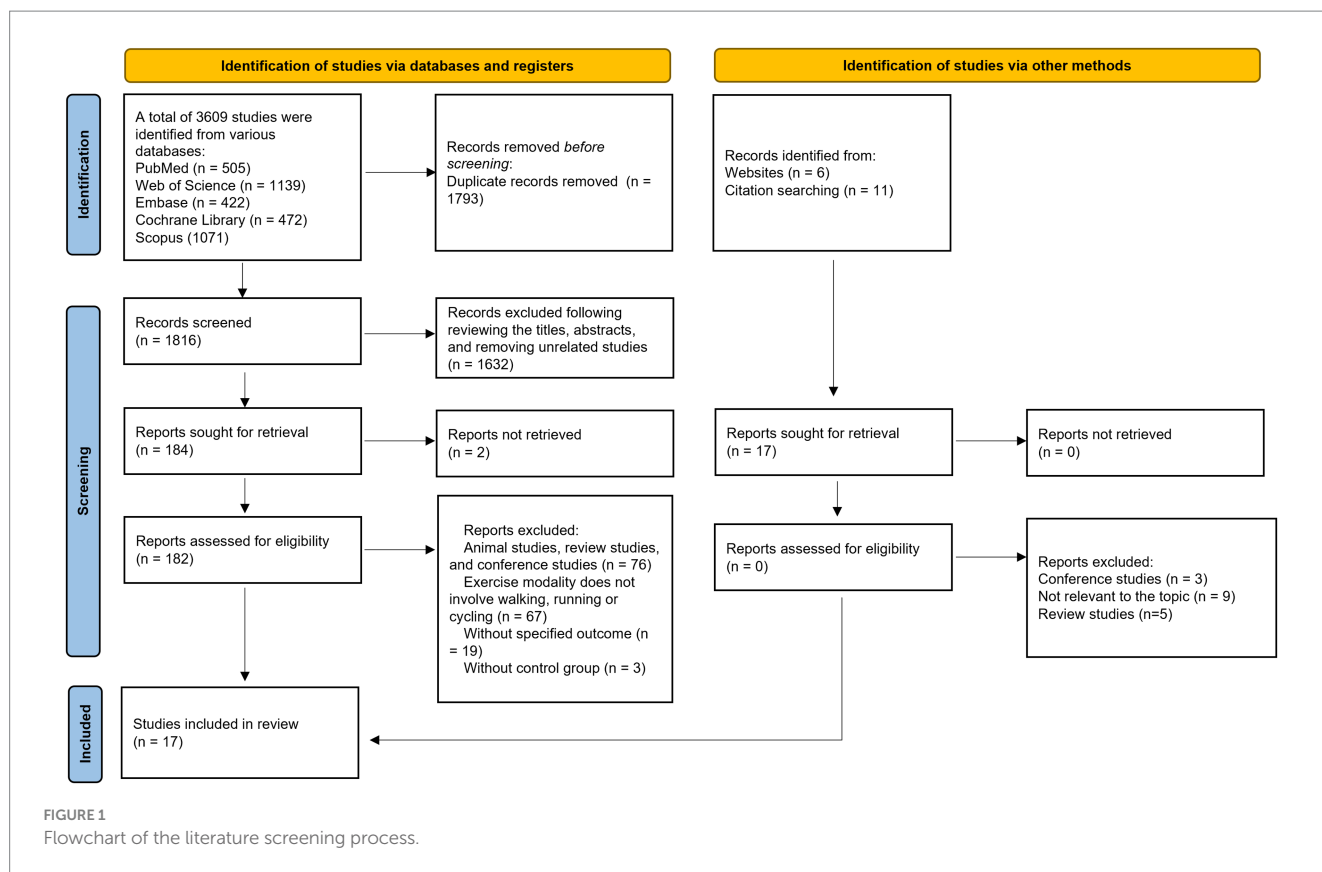 Identification of studies via databases and registers
Identification of studies via other methods
Identification
A total of 3609 studies were
identified from various
databases:
PubMed (n = 505)
Web of Science (n = 1139)
Embase (n = 422)
Cochrane Library (n = 472)
Scopus (1071)
Records removed before
screening:
Duplicate records removed (n =
1793)
Records identified from:
Websites (n = 6)
Citation searching (n = 11)
Screening
Records screened
(n = 1816)
Records excluded following
reviewing the titles, abstracts,
and removing unrelated studies
(n = 1632)
Reports sought for retrieval
(n = 184)
Reports not retrieved
(n = 2)
Reports sought for retrieval
(n = 17)
Reports not retrieved
(n = 0)
Reports assessed for eligibility
(n = 182)
Reports excluded:
Animal studies, review studies,
and conference studies (n = 76)
Exercise modality does not
involve walking, running or
cycling (n = 67)
Without specified outcome (n
= 19)
Without control group (n = 3)
Reports assessed for eligibility
(n = 0)
Reports excluded:
Conference studies (n = 3)
Not relevant to the topic (n = 9)
Review studies (n=5)
Included
Studies included in review
(n = 17)
FIGURE 1
Flowchart of the literature screening process.